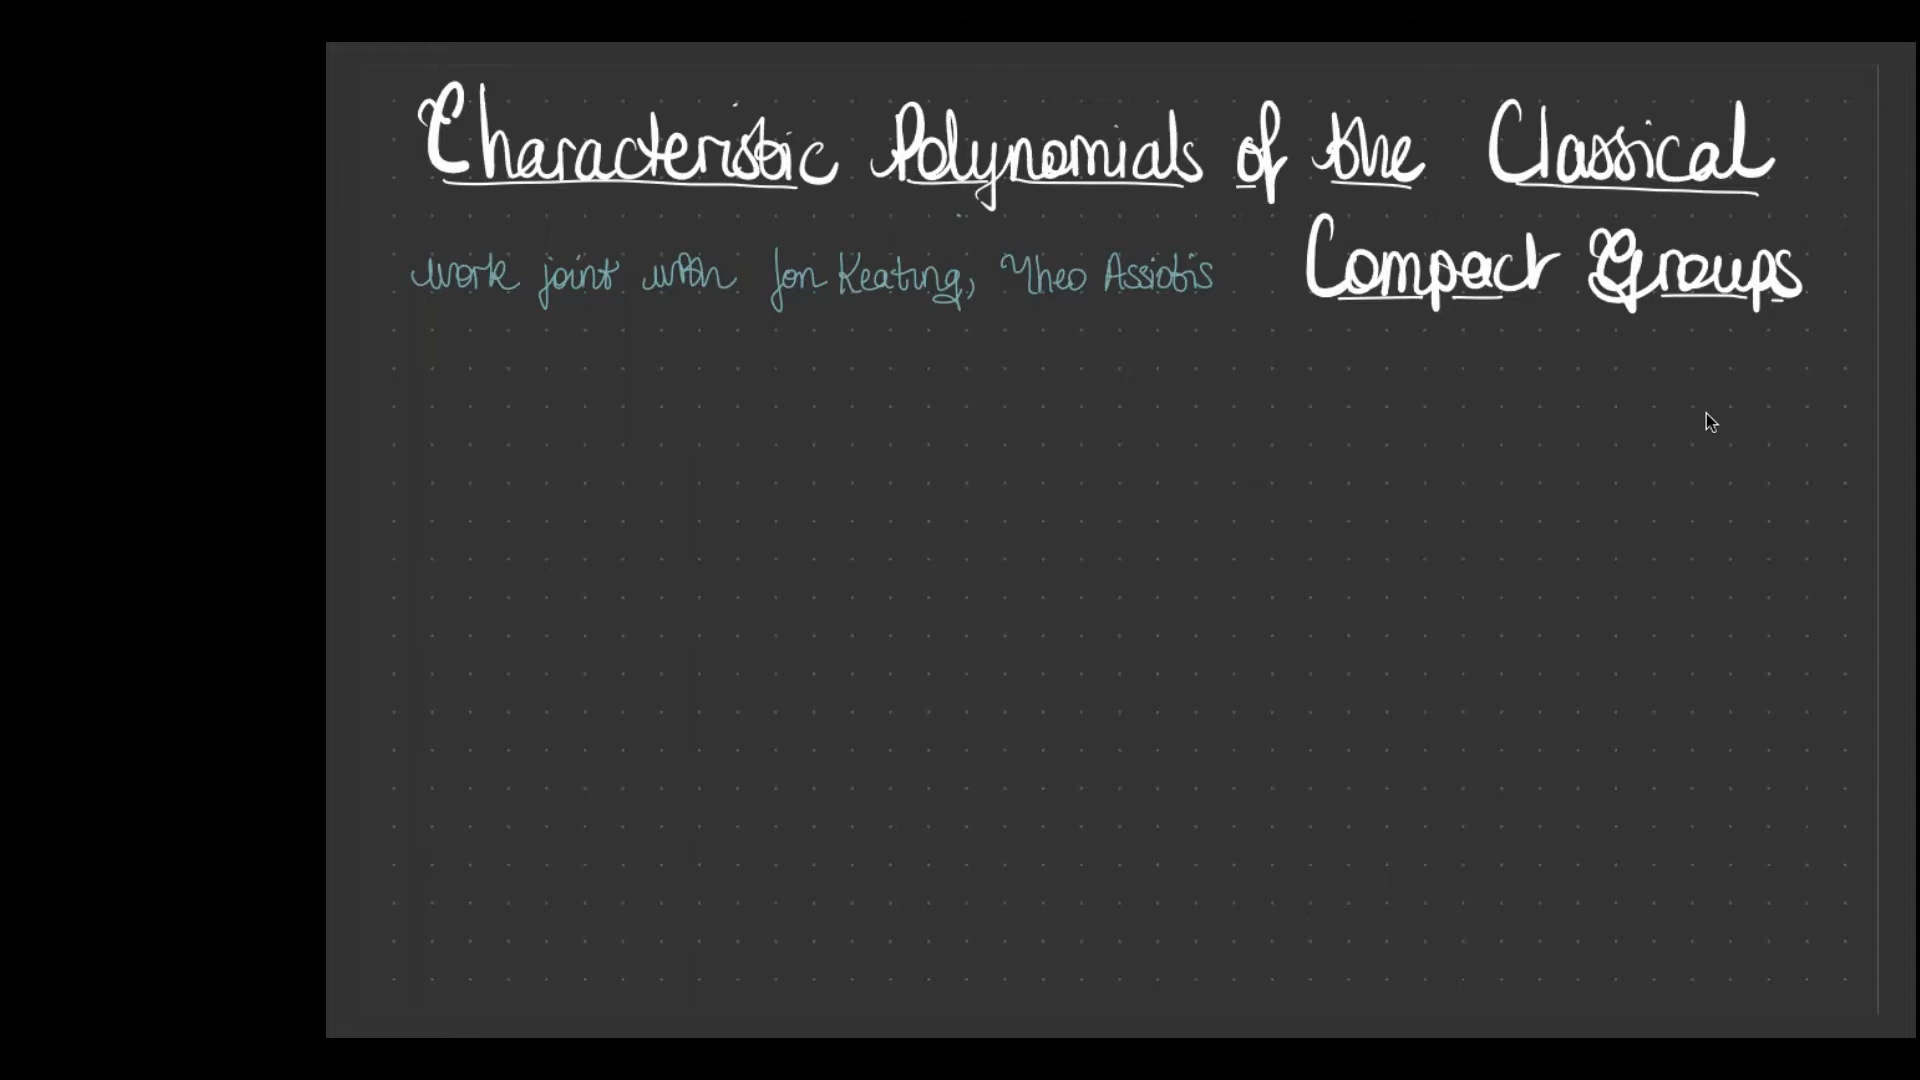 Characteristic Polynomials of the Classical
Compact Groups
work joint with Jon Keating, Theo Assiotis